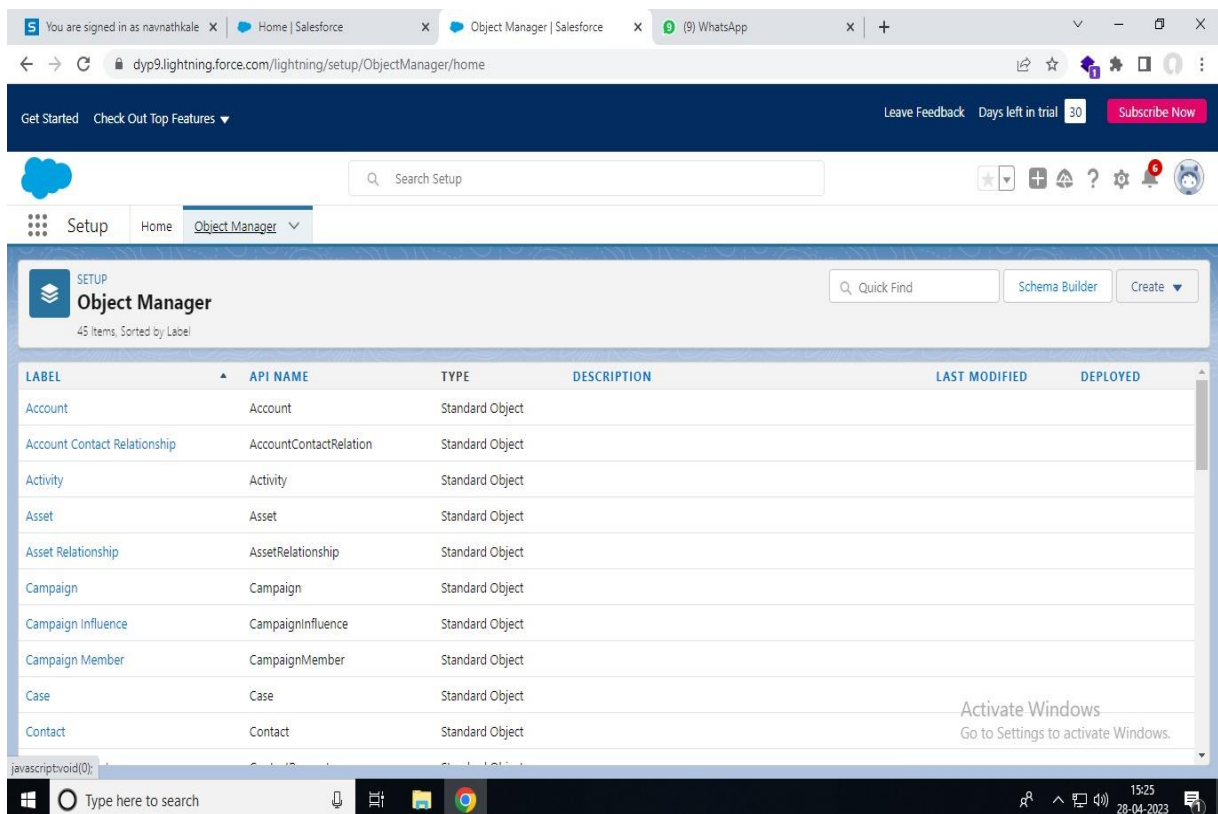 S You are signed in as navnathkale Home | Salesforce Object Manager | Salesforce 9 (9) WhatsApp
dyp9.lightning.force.com/lightning/setup/ObjectManager/home 1
Get Started Check Out Top Features Leave Feedback Days left in trial 30 Subscribe Now
Search Setup 6
Setup Home Object Manager
SETUP
Object Manager
45 Items, Sorted by Label
Quick Find Schema Builder Create
LABEL API NAME TYPE DESCRIPTION LAST MODIFIED DEPLOYED
Account Account Standard Object
Account Contact Relationship AccountContactRelation Standard Object
Activity Activity Standard Object
Asset Asset Standard Object
Asset Relationship AssetRelationship Standard Object
Campaign Campaign Standard Object
Campaign Influence CampaignInfluence Standard Object
Campaign Member CampaignMember Standard Object
Case Case Standard Object
Contact Contact Standard Object
Activate Windows
Go to Settings to activate Windows.
javascript:void(0);
Type here to search 15:25
28-04-2023 1